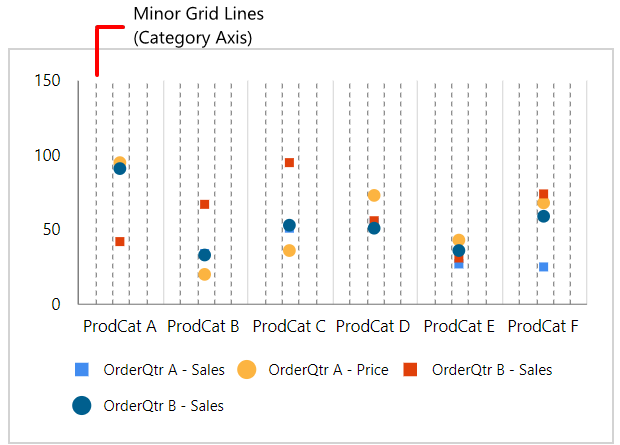 Minor Grid Lines
(Category Axis)
150
100
50
0
ProdCat A ProdCat B ProdCat C ProdCat D ProdCat E ProdCat F
OrderQtr A - Sales OrderQtr A - Price OrderQtr B - Sales
OrderQtr B - Sales